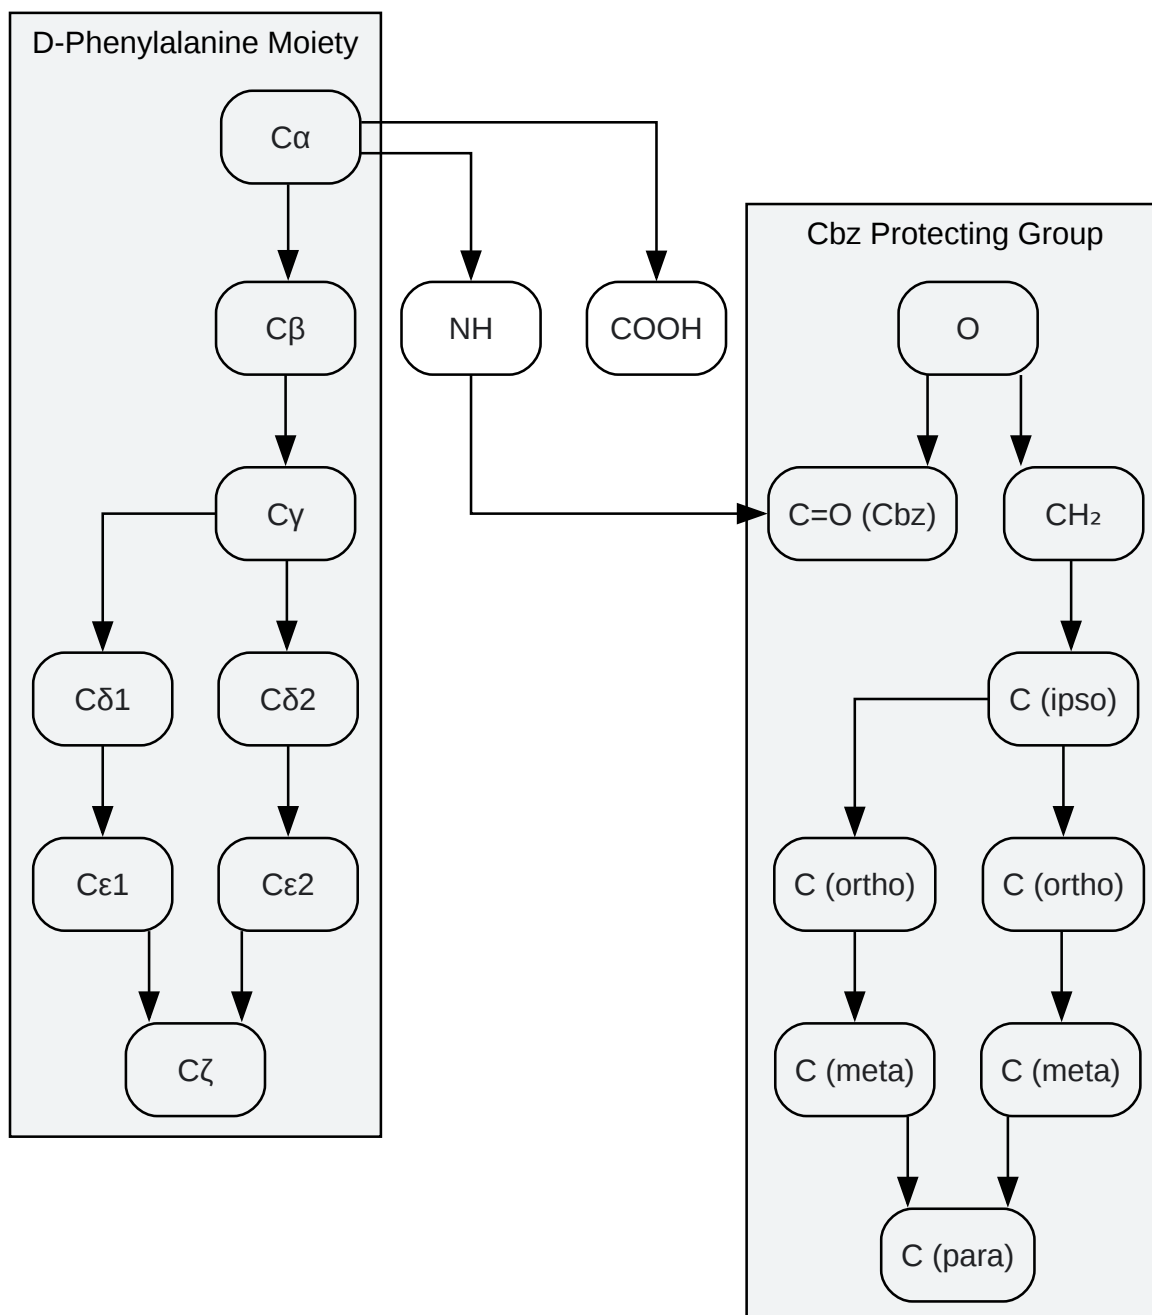 D-Phenylalanine Moiety
Cα
Cbz Protecting Group
Cβ
NH
COOH
O
Cγ
C=O (Cbz)
CH₂
Cδ1
Cδ2
C (ipso)
Cε1
Cε2
C (ortho)
C (ortho)
Cζ
C (meta)
C (meta)
C (para)